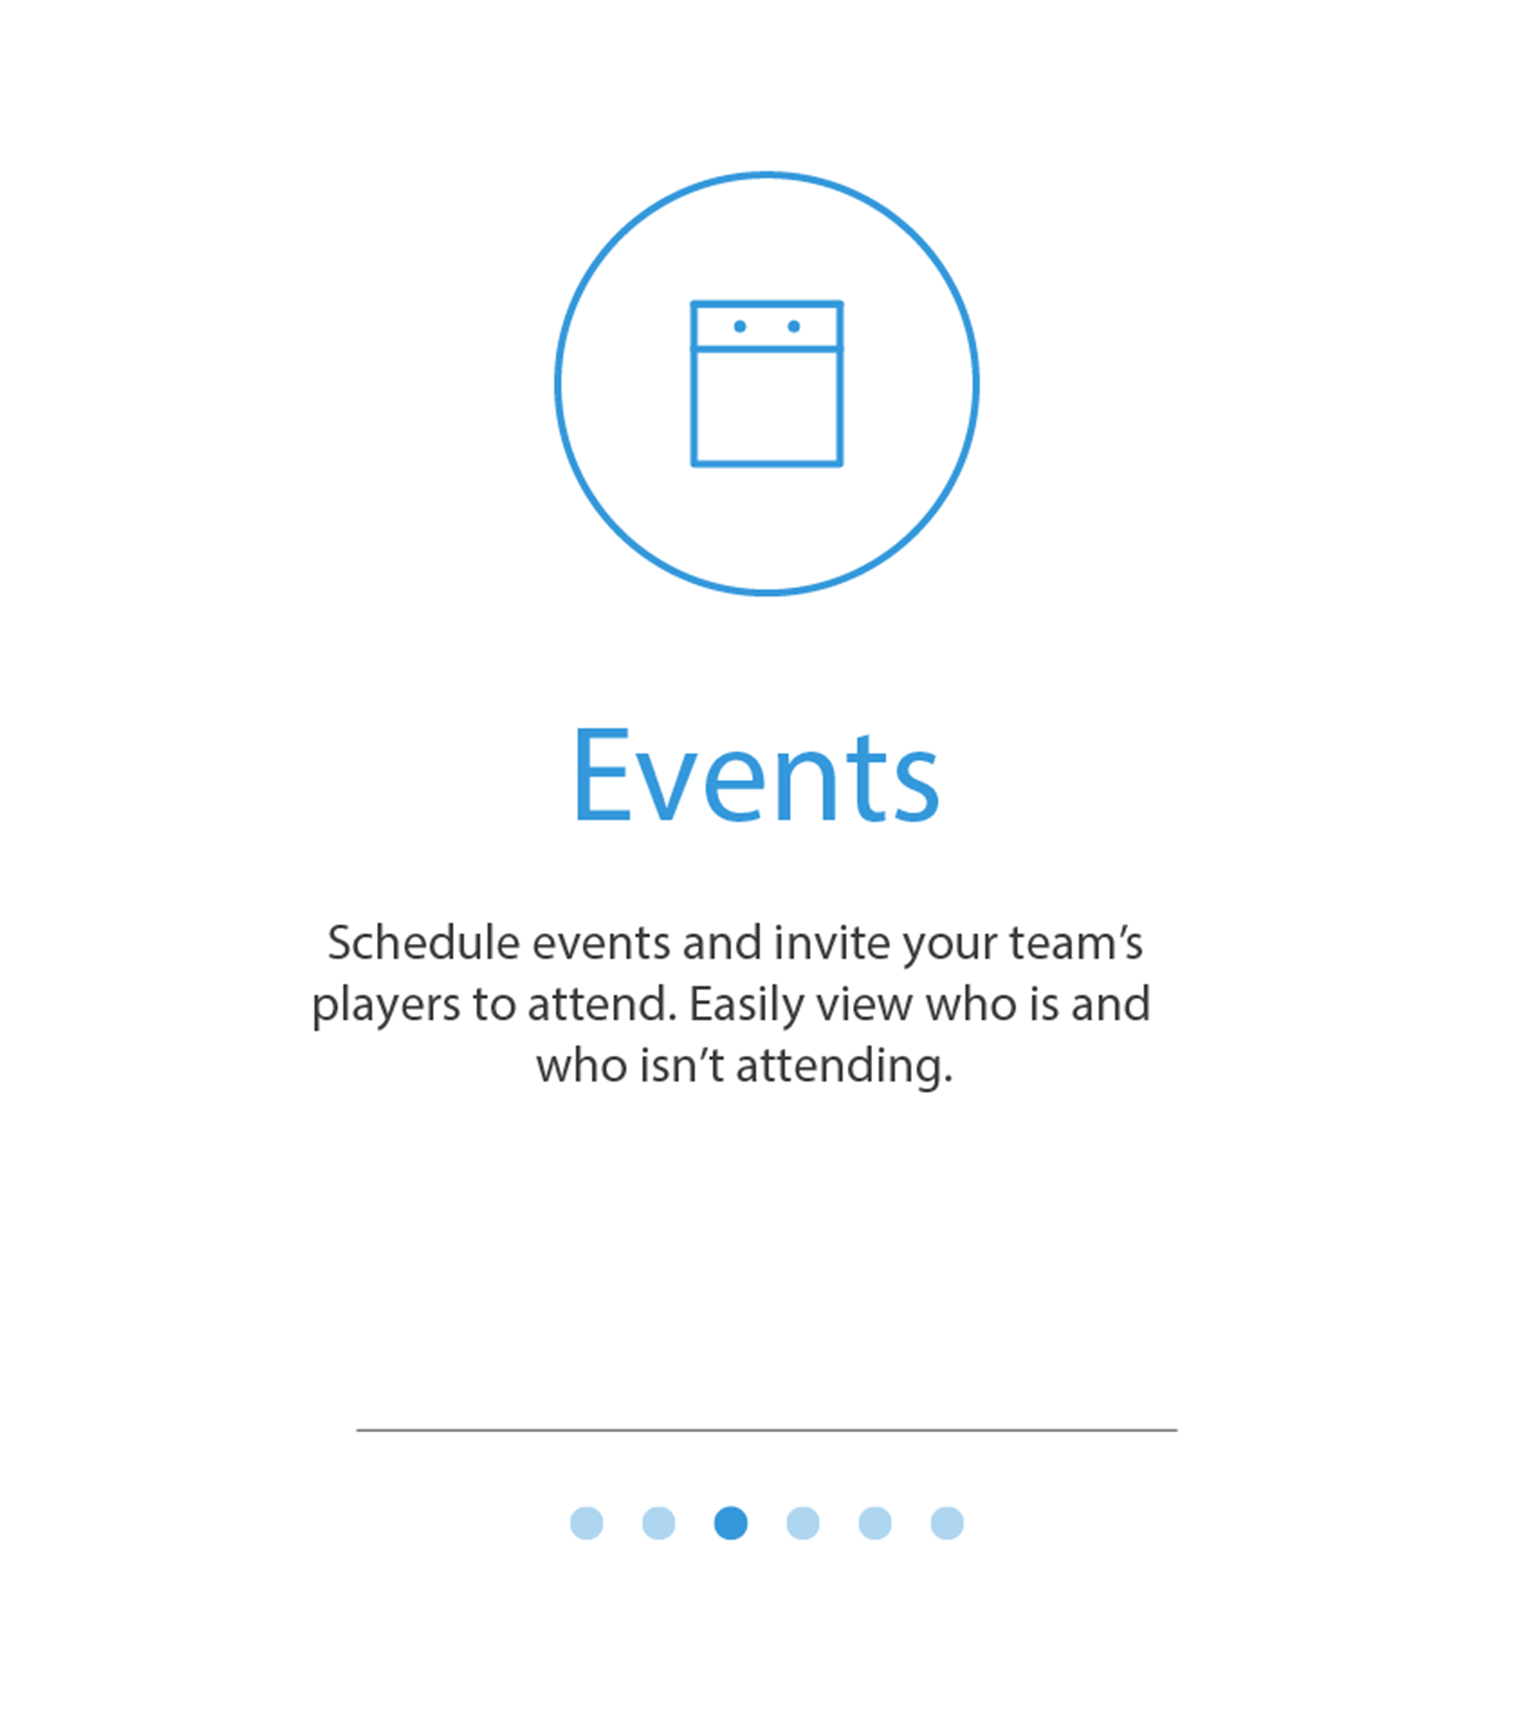 Events
Schedule events and invite your team’s
players to attend. Easily view who is and
who isn’t attending.